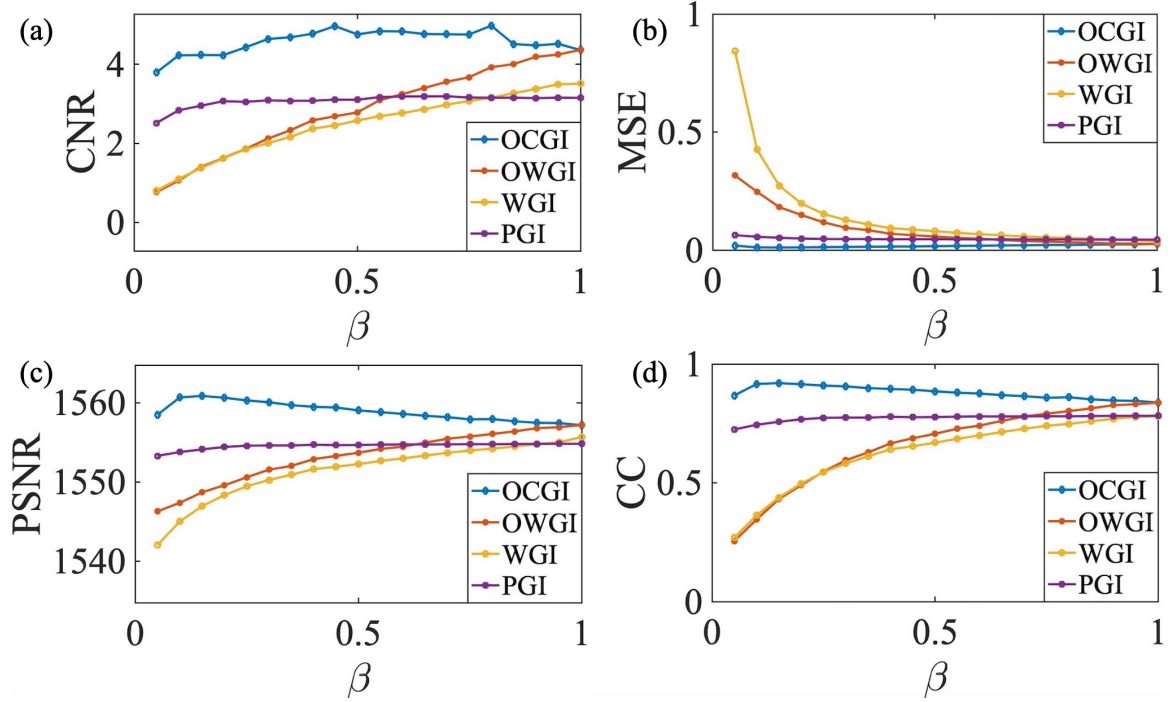 (a)
CNR
4
2
0
OCGI
OWGI
WGI
PGI
0
0.5
1
β
(b)
MSE
1
0.5
0
OCGI
OWGI
WGI
PGI
0
0.5
1
β
(c)
PSNR
1560
1550
1540
OCGI
OWGI
WGI
PGI
0
0.5
1
β
(d)
CC
1
0.5
0
OCGI
OWGI
WGI
PGI
0
0.5
1
β